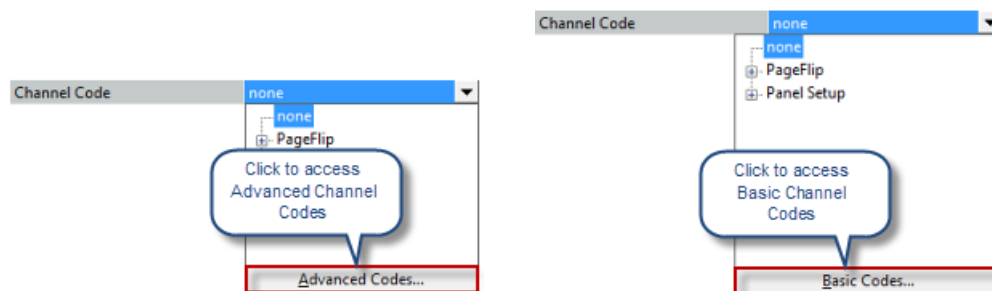 Channel Code none
none
PageFlip
Click to access
Advanced Channel
Codes
Advanced Codes...
Channel Code none
none
PageFlip
Panel Setup
Click to access
Basic Channel
Codes
Basic Codes...